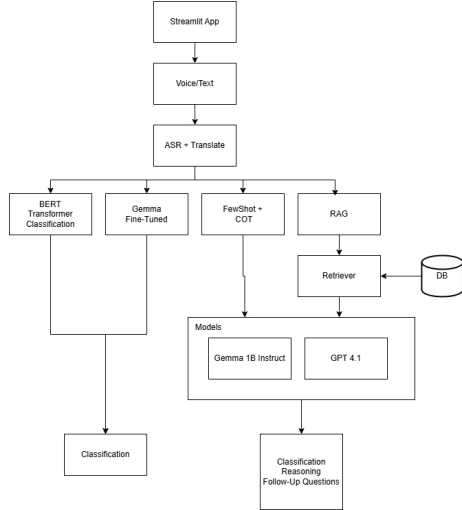 Streamlit App
Voice/Text
ASR + Translate
BERT
Transformer
Classification
Gemma
Fine-Tuned
FewShot +
COT
RAG
Retriever
DB
Models
Gemma 1B Instruct
GPT 4.1
Classification
Classification
Reasoning
Follow-Up Questions